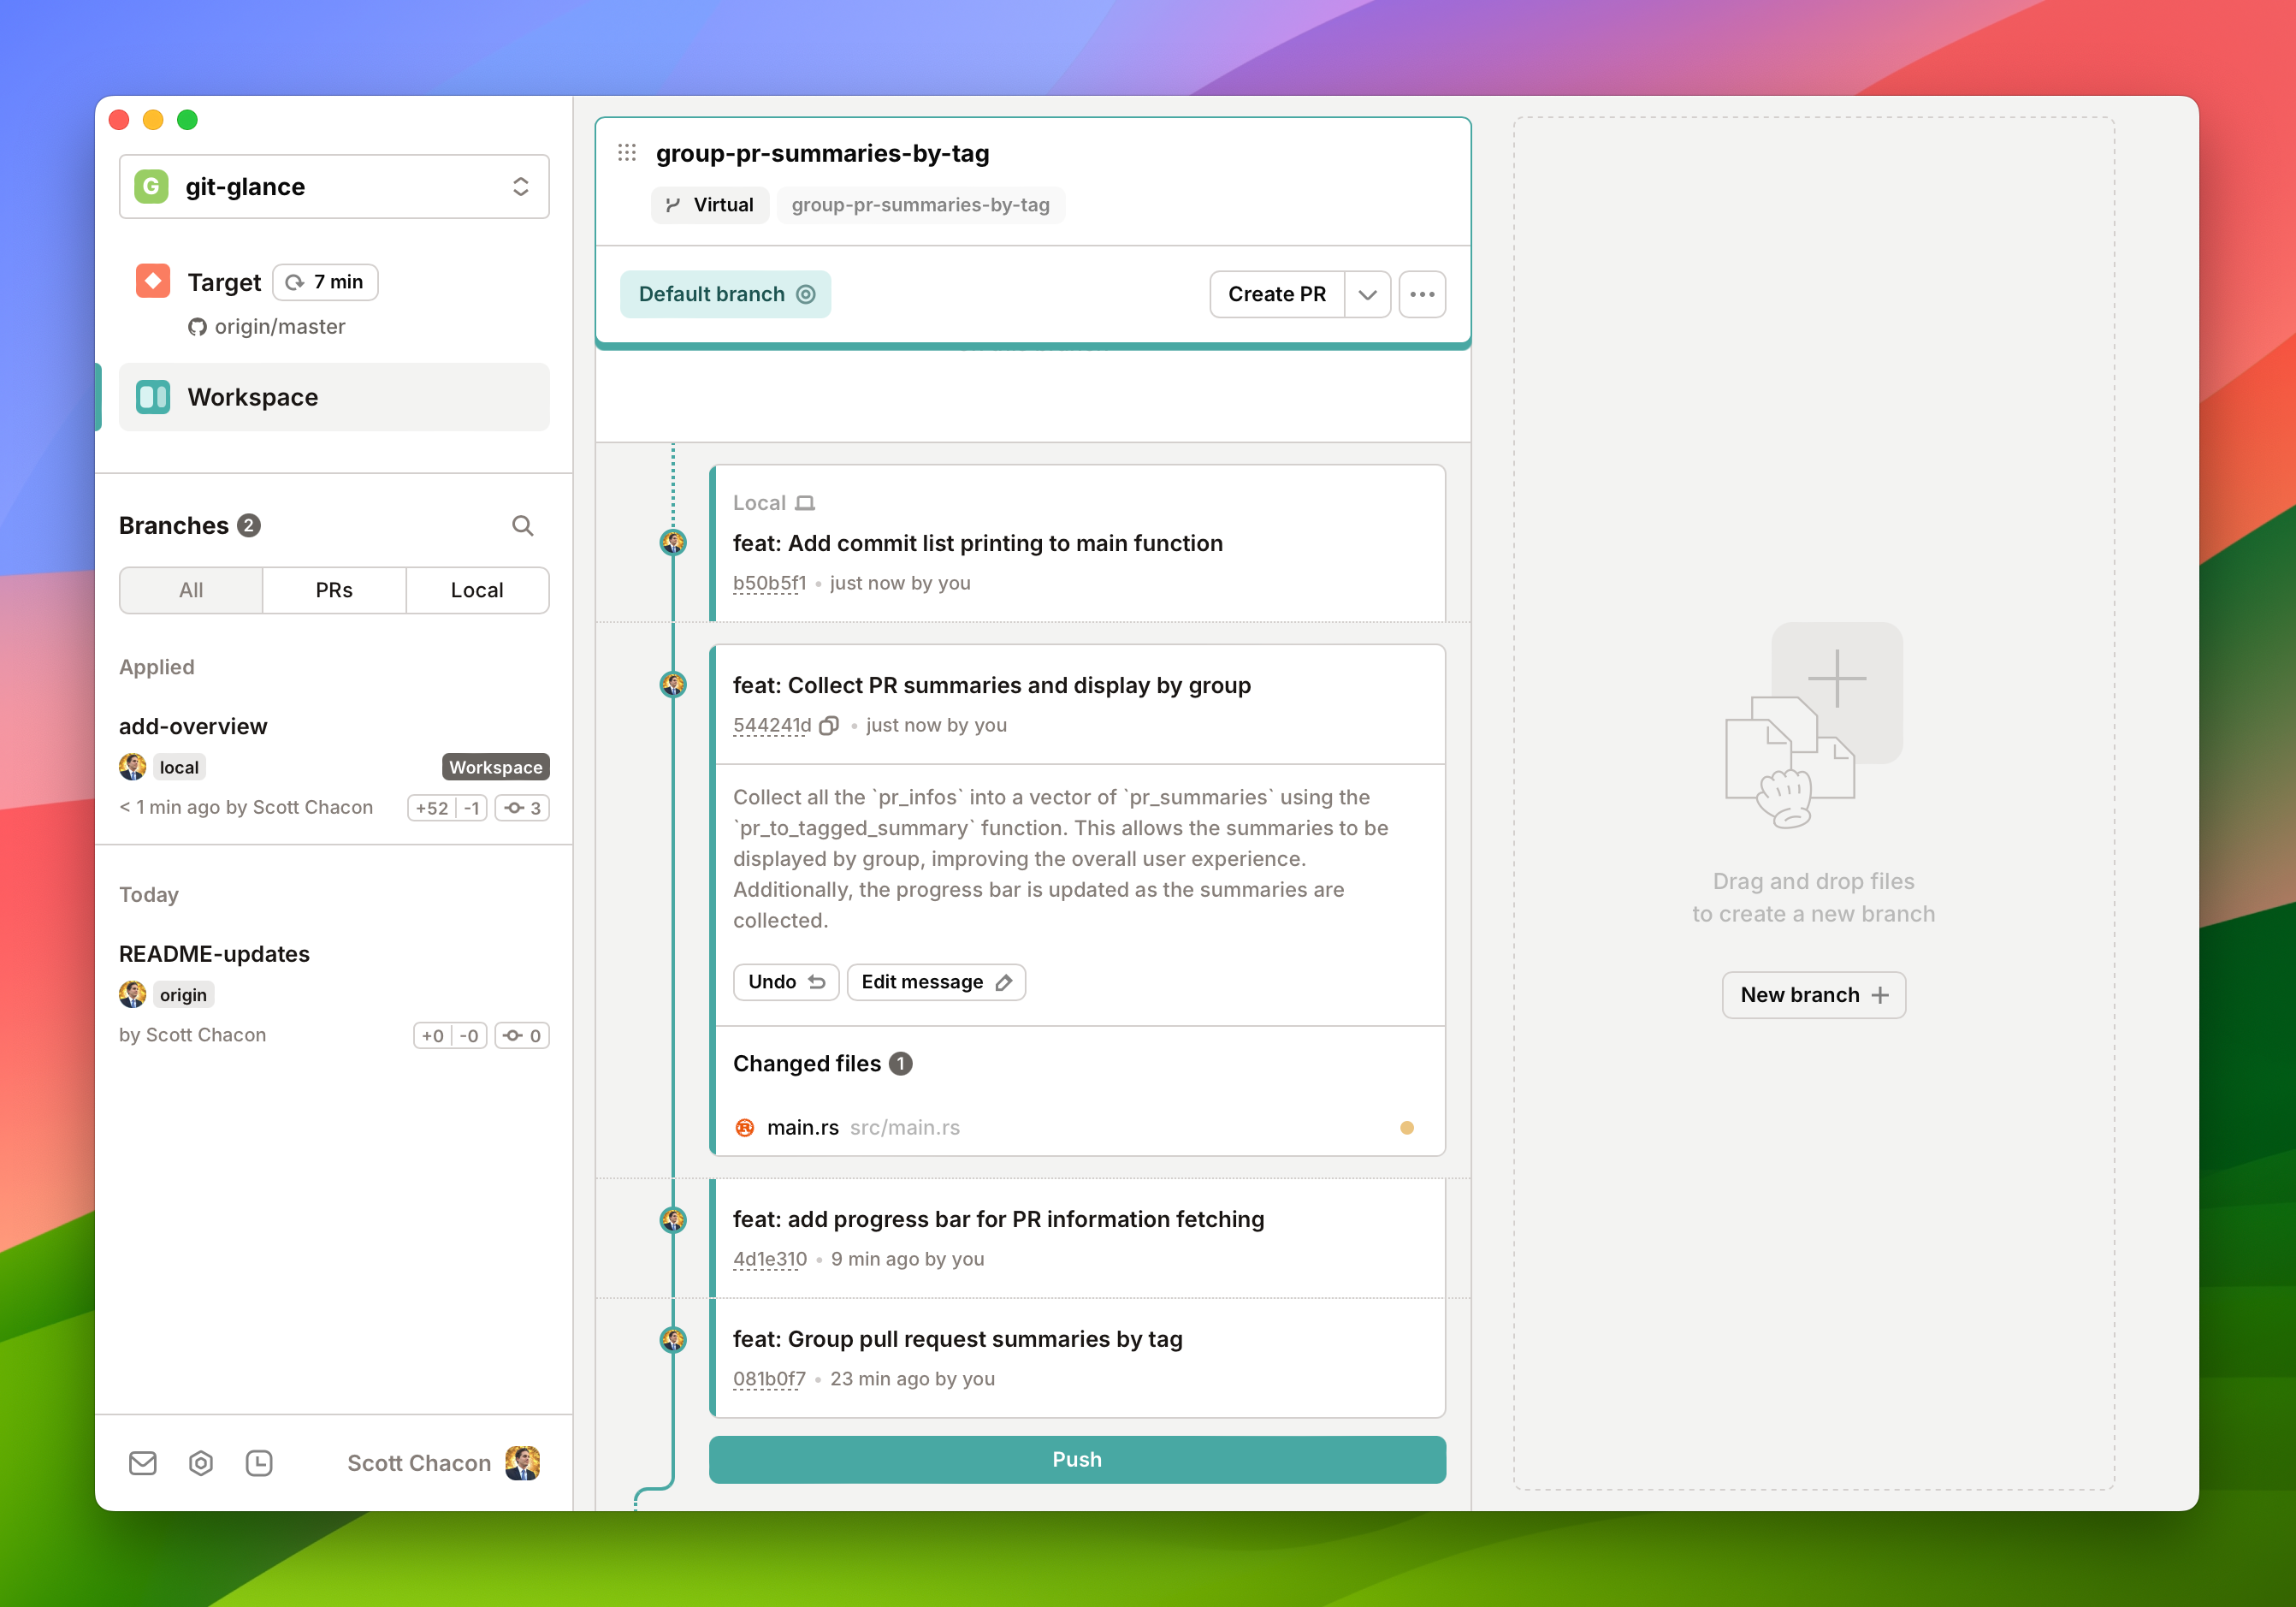 G git-glance
Target 7 min
origin/master
Workspace
Branches 2
All PRs Local
Applied
add-overview
local Workspace
< 1 min ago by Scott Chacon +52 -1 3
Today
README-updates
origin
by Scott Chacon +0 -0 0
Scott Chacon
group-pr-summaries-by-tag
Virtual group-pr-summaries-by-tag
Default branch Create PR
Local
feat: Add commit list printing to main function
b50b5f1 • just now by you
feat: Collect PR summaries and display by group
544241d • just now by you
Collect all the `pr_infos` into a vector of `pr_summaries` using the
`pr_to_tagged_summary` function. This allows the summaries to be
displayed by group, improving the overall user experience.
Additionally, the progress bar is updated as the summaries are
collected.
Undo Edit message
Changed files 1
main.rs src/main.rs
feat: add progress bar for PR information fetching
4d1e310 • 9 min ago by you
feat: Group pull request summaries by tag
081b0f7 • 23 min ago by you
Push
Drag and drop files
to create a new branch
New branch